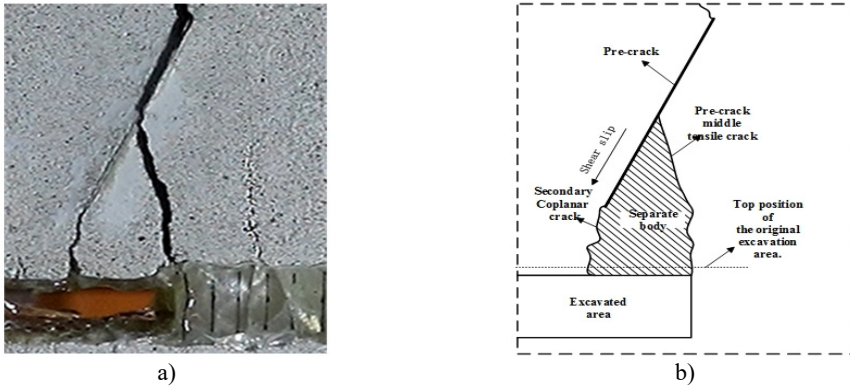 Pre-crack
Pre-crack
middle
tensile crack
Shear slip
Secondary
Coplanar
crack
Separate
body
Top position
of
the original
excavation
area.
Excavated
area
a)
b)